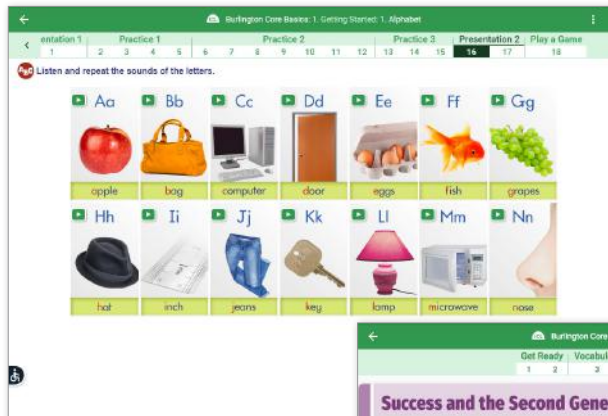 Burlington Core Basics: 1. Getting Started: 1. Alphabet
entation 1 Practice 1 Practice 2 Practice 3 Presentation 2 Play a Game
1 2 3 4 5 6 7 8 9 10 11 12 13 14 15 16 17 18
ABC Listen and repeat the sounds of the letters.
Aa Bb Cc Dd Ee Ff Gg
apple bag computer door eggs fish grapes
Hh Ii Jj Kk Ll Mm Nn
hat inch jeans key lamp microwave nose
Burlington Core
Get Ready Vocabul
1 2 3
Success and the Second Gene